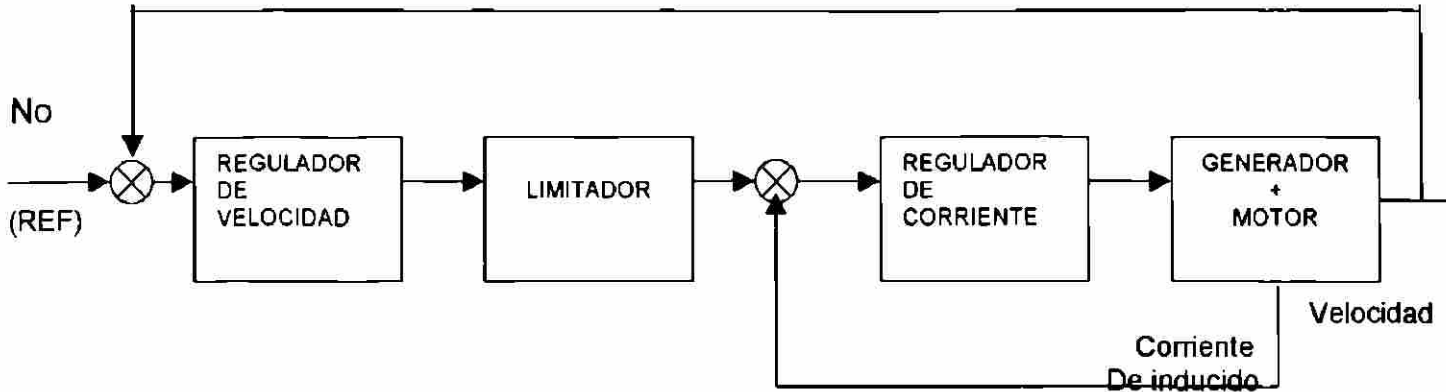 No
(REF)
REGULADOR
DE
VELOCIDAD
LIMITADOR
REGULADOR
DE
CORRIENTE
GENERADOR
+
MOTOR
Velocidad
Corriente
De inducido